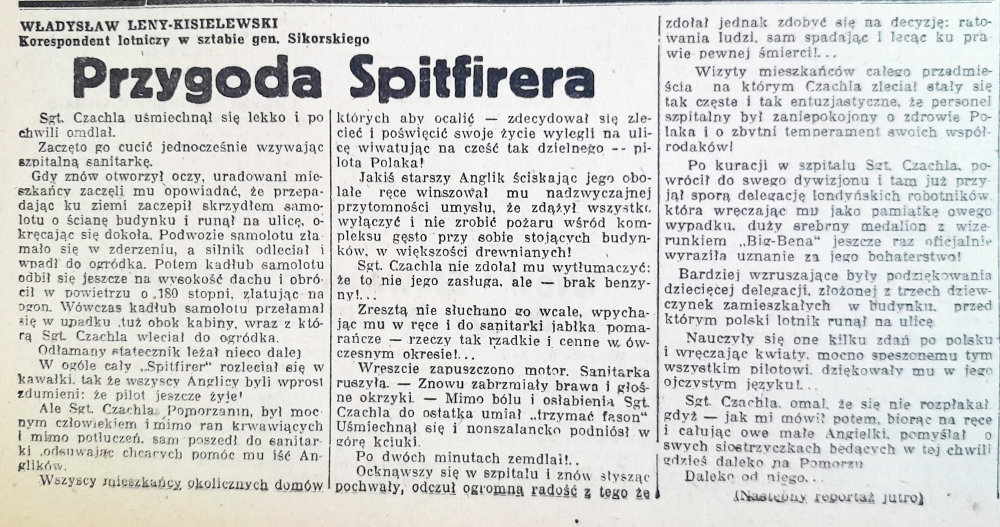 WŁADYSŁAW LENY-KISIELEWSKI
Korespondent lotniczy w sztabie gen. Sikorskiego
Przygoda Spitfirera
Sgt. Czachla uśmiechnął się lekko i po
chwili omdlał.
Zaczęto go cucić jednocześnie wzywając
szpitalną sanitarkę.
Gdy znów otworzył oczy, uradowani mie-
szkańcy zaczęli mu opowiadać, że przepa-
dając ku ziemi zaczepił skrzydłem samo-
lotu o ścianę budynku i runął na ulicę, o-
kręcając się dokoła. Podwozie samolotu zła-
mało się w zderzeniu, a silnik odleciał i
wpadł do ogródka. Potem kadłub samolotu
odbił się jeszcze na wysokość dachu i obró-
cił w powietrzu o 180 stopni, zlatując na
ogon. Wówczas kadłub samolotu przełamał
się w upadku tuż obok kabiny, wraz z któ-
rą Sgt. Czachla wleciał do ogródka.
Odłamany statecznik leżał nieco dalej
W ogóle cały „Spitfirer" rozleciał się w
kawałki, tak że wszyscy Anglicy byli wprost
zdumieni: że pilot jeszcze żyje!
Ale Sgt. Czachla, Pomorzanin, był moc-
nym człowiekiem i mimo ran krwawiących
i mimo potłuczeń, sam poszedł do sanitar-
ki odsuwając chcących pomóc mu iść An-
glików.
Wszyscy mieszkańcy okolicznych domów
których aby ocalić — zdecydował się zle-
cieć i poświęcić swoje życie wylegli na uli-
cę wiwatując na cześć tak dzielnego -- pi-
lota Polaka!
Jakiś starszy Anglik ściskając jego obo-
lałe ręce winszował mu nadzwyczajnej
przytomności umysłu, że zdążył wszystko
wyłączyć i nie zrobić pożaru wśród kom-
pleksu gęsto przy sobie stojących budyn-
ków, w większości drewnianych!
Sgt. Czachla nie zdołał mu wytłumaczyć:
że to nie jego zasługa, ale — brak benzy-
ny!...
Zresztą nie słuchano go wcale, wpycha-
jąc mu w ręce i do sanitarki jabłka poma-
rańcze — rzeczy tak rzadkie i cenne w ów-
czesnym okresie!...
Wreszcie zapuszczono motor. Sanitarka
ruszyła. — Znowu zabrzmiały brawa i głoś-
ne okrzyki. — Mimo bólu i osłabienia Sgt.
Czachla do ostatka umiał „trzymać fason"
Uśmiechnął się i nonszalancko podniósł w
górę kciuki.
Po dwóch minutach zemdlał!..
Ocknąwszy się w szpitalu i znów słysząc
pochwały, odczuł ogromną radość z tego że
zdołał jednak zdobyć się na decyzję: rato-
wania ludzi, sam spadając i lecąc ku pra-
wie pewnej śmierci!...
Wizyty mieszkańców całego przedmie-
ścia na którym Czachla zleciał stały się
tak częste i tak entuzjastyczne, że personel
szpitalny był zaniepokojony o zdrowie Po-
laka i o zbytni temperament swoich współ-
rodaków!
Po kuracji w szpitalu Sgt. Czachla, po-
wrócił do swego dywizjonu i tam już przy-
jął sporą delegację londyńskich robotników
która wręczając mu jako pamiątkę owego
wypadku, duży srebrny medalion z wize-
runkiem „Big-Bena" jeszcze raz oficjalnie
wyraziła uznanie za jego bohaterstwo!
Bardziej wzruszające były podziękowania
dziecięcej delegacji, złożonej z trzech dziew-
czynek zamieszkałych w budynku, przed
którym polski lotnik runął na ulicę
Nauczyły się one kilku zdań po polsku
i wręczając kwiaty, mocno speszonemu tym
wszystkim pilotowi, dziękowały mu w jego
ojczystym języku!...
Sgt. Czachla, omal, że się nie rozpłakał
gdyż — jak mi mówił potem, biorąc na ręce
i całując owe małe Angielki, pomyślał o
swych siostrzyczkach będących w tej chwili
gdzieś daleko na Pomorzu
Daleko od niego...
(Następny reportaż jutro)